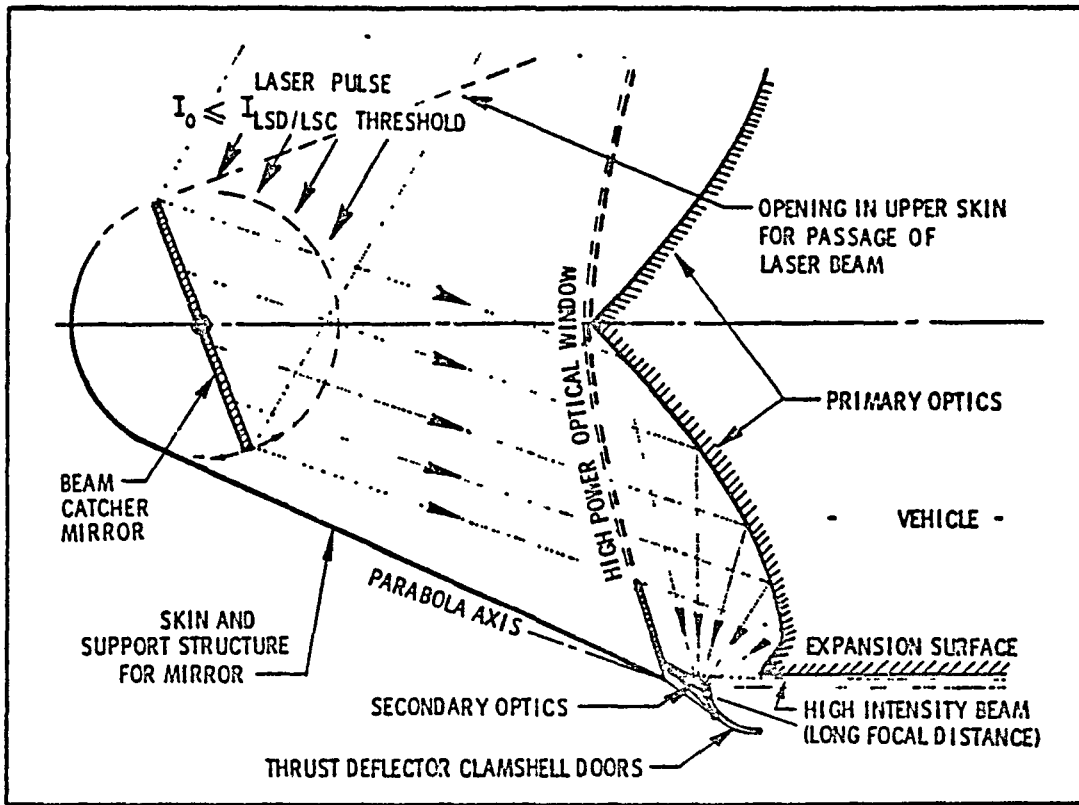 LASER PULSE
I₀ ≤ I LSD/LSC THRESHOLD
OPENING IN UPPER SKIN
FOR PASSAGE OF
LASER BEAM
HIGH POWER OPTICAL WINDOW
PRIMARY OPTICS
BEAM
CATCHER
MIRROR
- VEHICLE -
PARABOLA AXIS
SKIN AND
SUPPORT STRUCTURE
FOR MIRROR
EXPANSION SURFACE
SECONDARY OPTICS
HIGH INTENSITY BEAM
(LONG FOCAL DISTANCE)
THRUST DEFLECTOR CLAMSHELL DOORS